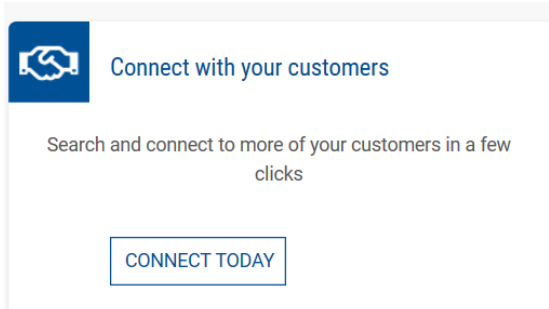 Connect with your customers
Search and connect to more of your customers in a few
clicks
CONNECT TODAY